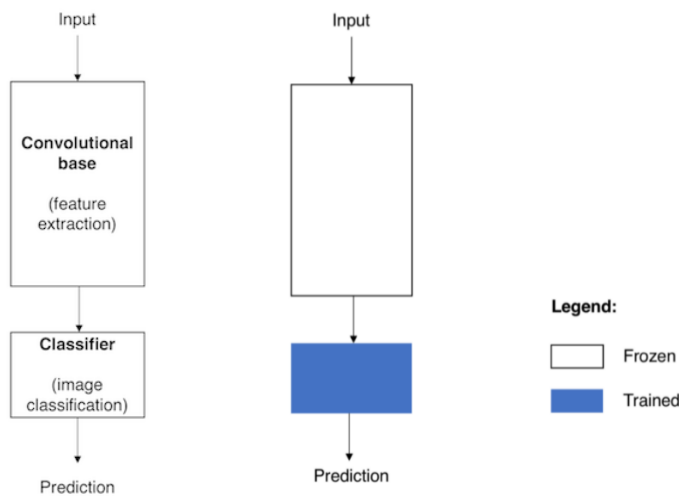 Input
Convolutional
base
(feature
extraction)
Classifier
(image
classification)
Prediction
Input
Prediction
Legend:
Frozen
Trained